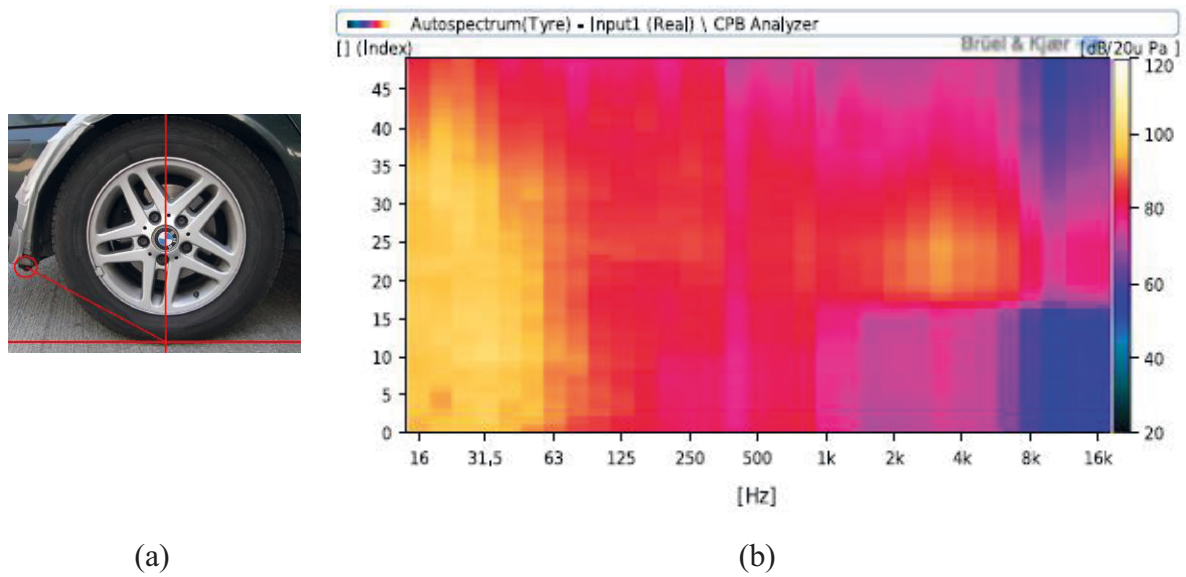 Autospectrum(Tyre) - Input1 (Real) \ CPB Analyzer
[] (Index)
Brüel & Kjær
[dB/20u Pa ]
45
40
35
30
25
20
15
10
5
0
120
100
80
60
40
20
16 31,5 63 125 250 500 1k 2k 4k 8k 16k
[Hz]
(a)
(b)